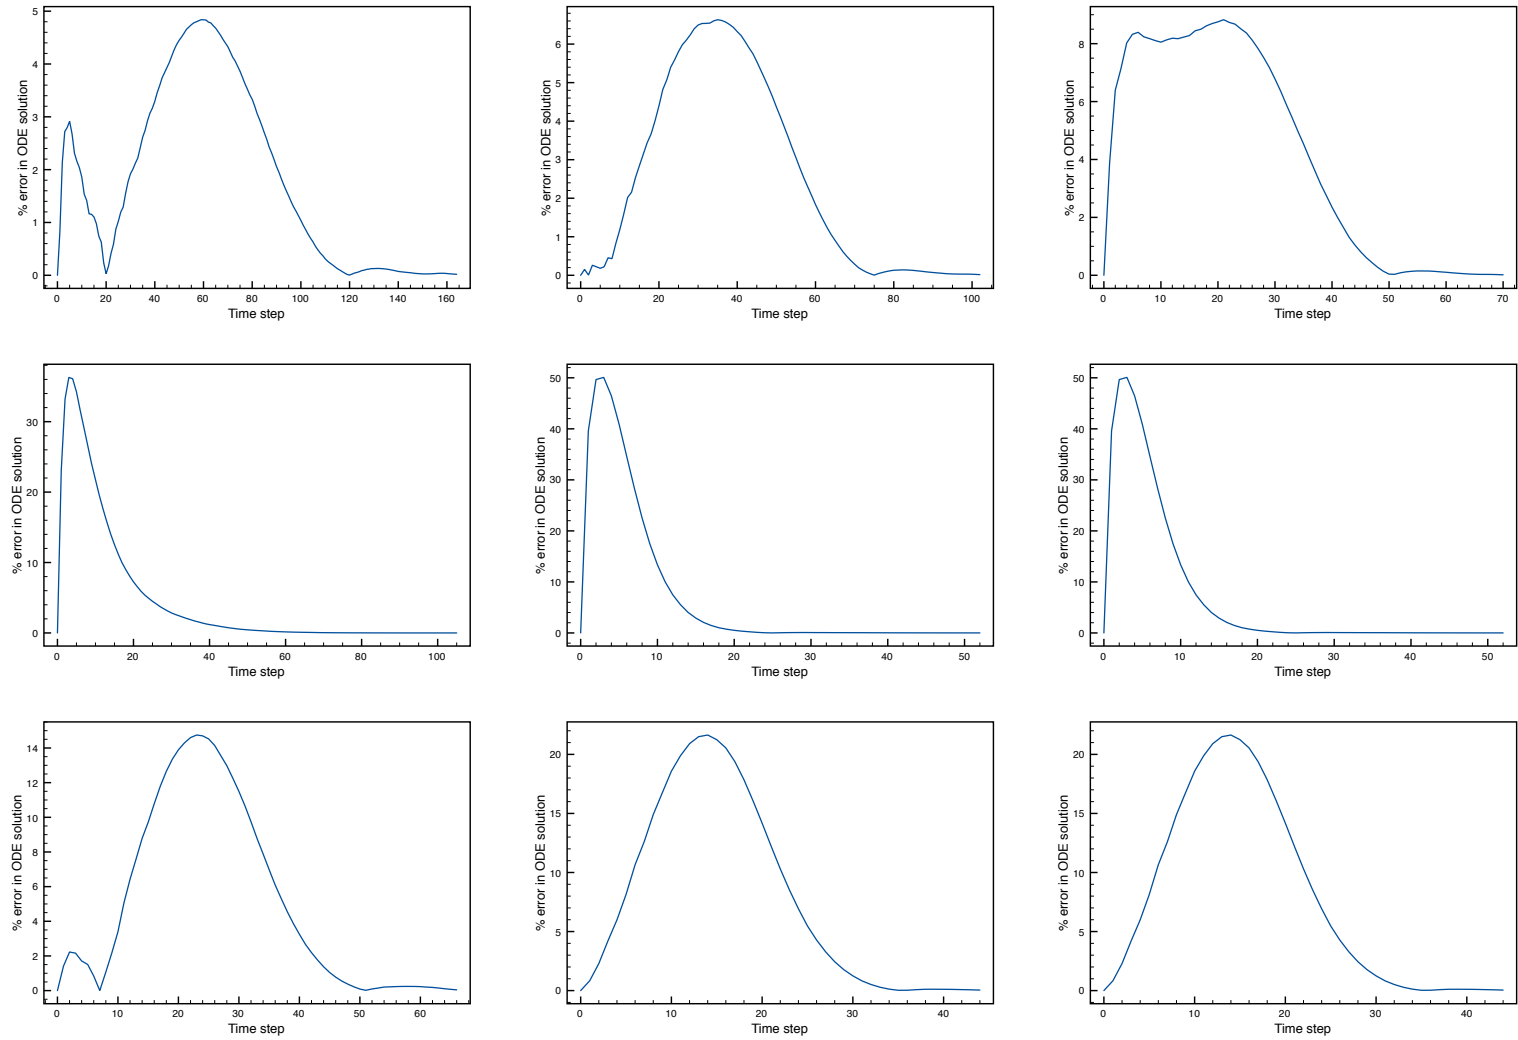 % error in ODE solution
5
4
3
2
1
0
0 20 40 60 80 100 120 140 160
Time step
% error in ODE solution
6
5
4
3
2
1
0
0 20 40 60 80 100
Time step
% error in ODE solution
8
6
4
2
0
0 10 20 30 40 50 60 70
Time step
% error in ODE solution
30
20
10
0
0 20 40 60 80 100
Time step
% error in ODE solution
50
40
30
20
10
0
0 10 20 30 40 50
Time step
% error in ODE solution
50
40
30
20
10
0
0 10 20 30 40 50
Time step
% error in ODE solution
14
12
10
8
6
4
2
0
0 10 20 30 40 50 60
Time step
% error in ODE solution
20
15
10
5
0
0 10 20 30 40
Time step
% error in ODE solution
20
15
10
5
0
0 10 20 30 40
Time step